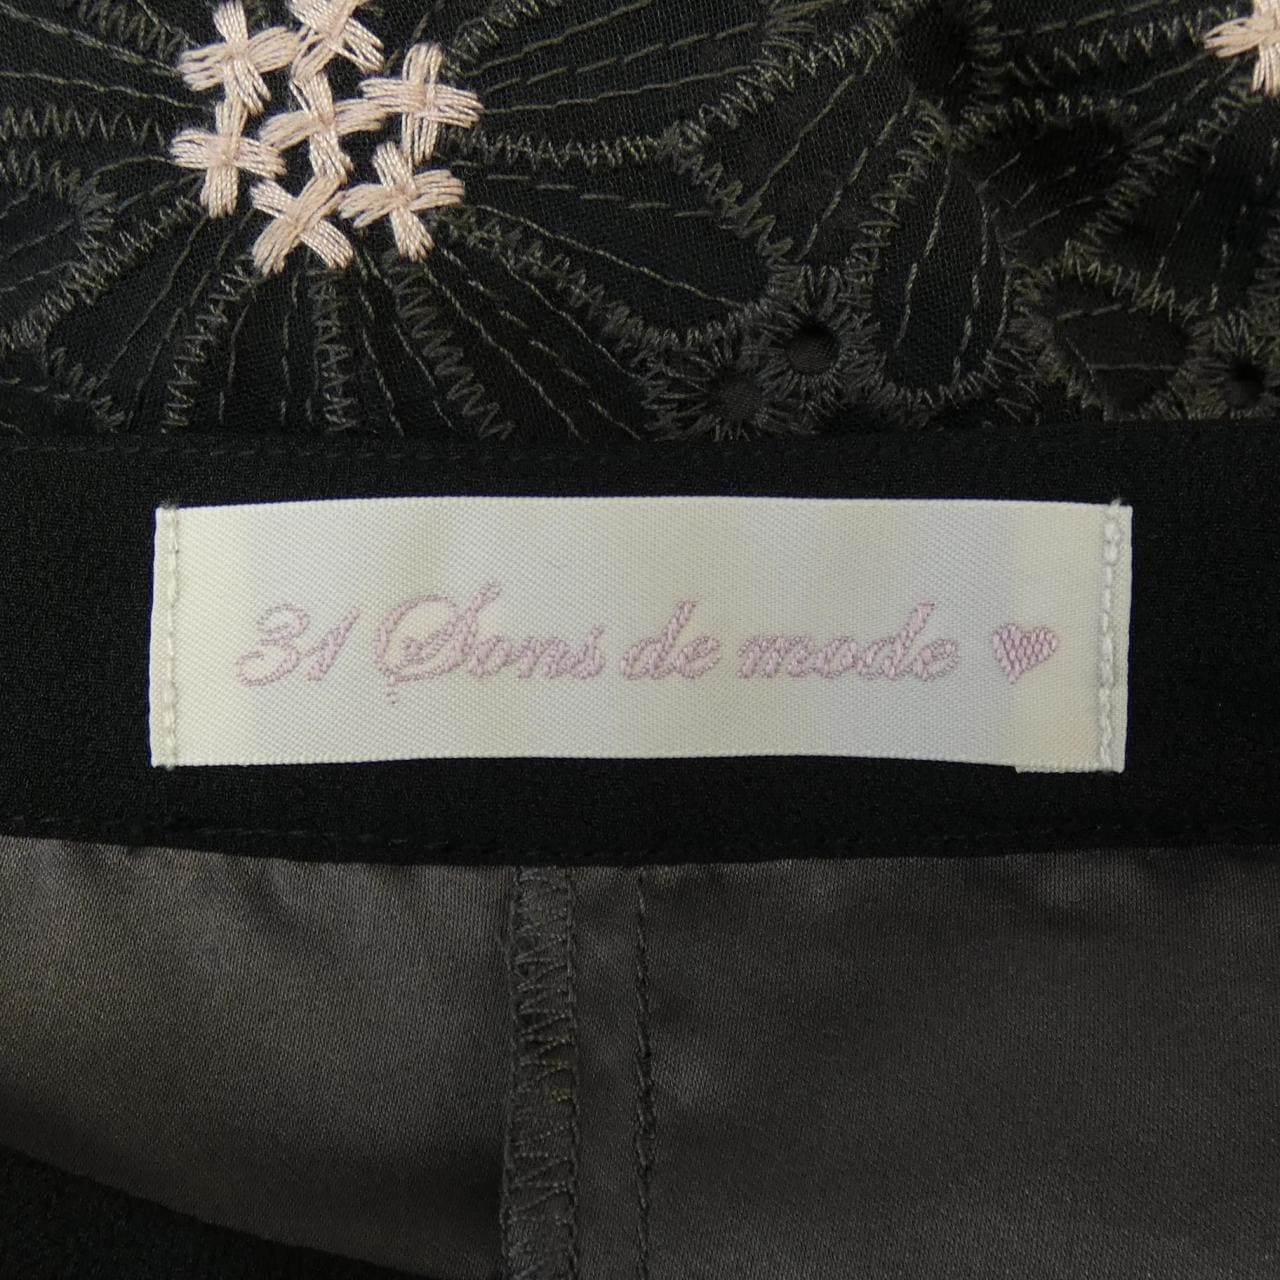 31 Sons de mode ♥